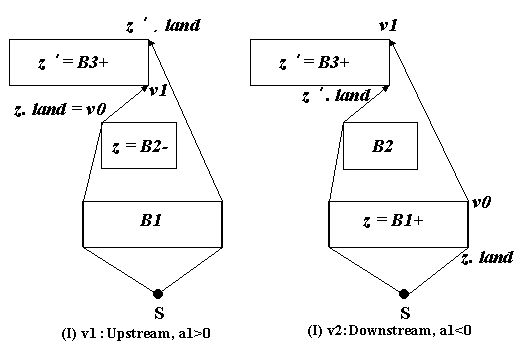 z ´. land
z ´ = B3+
v1
z. land = v0
z = B2-
B1
S
(I) v1 : Upstream, a1>0
v1
z ´ = B3+
z ´. land
B2
v0
z = B1+
z. land
S
(I) v2: Downstream, a1<0